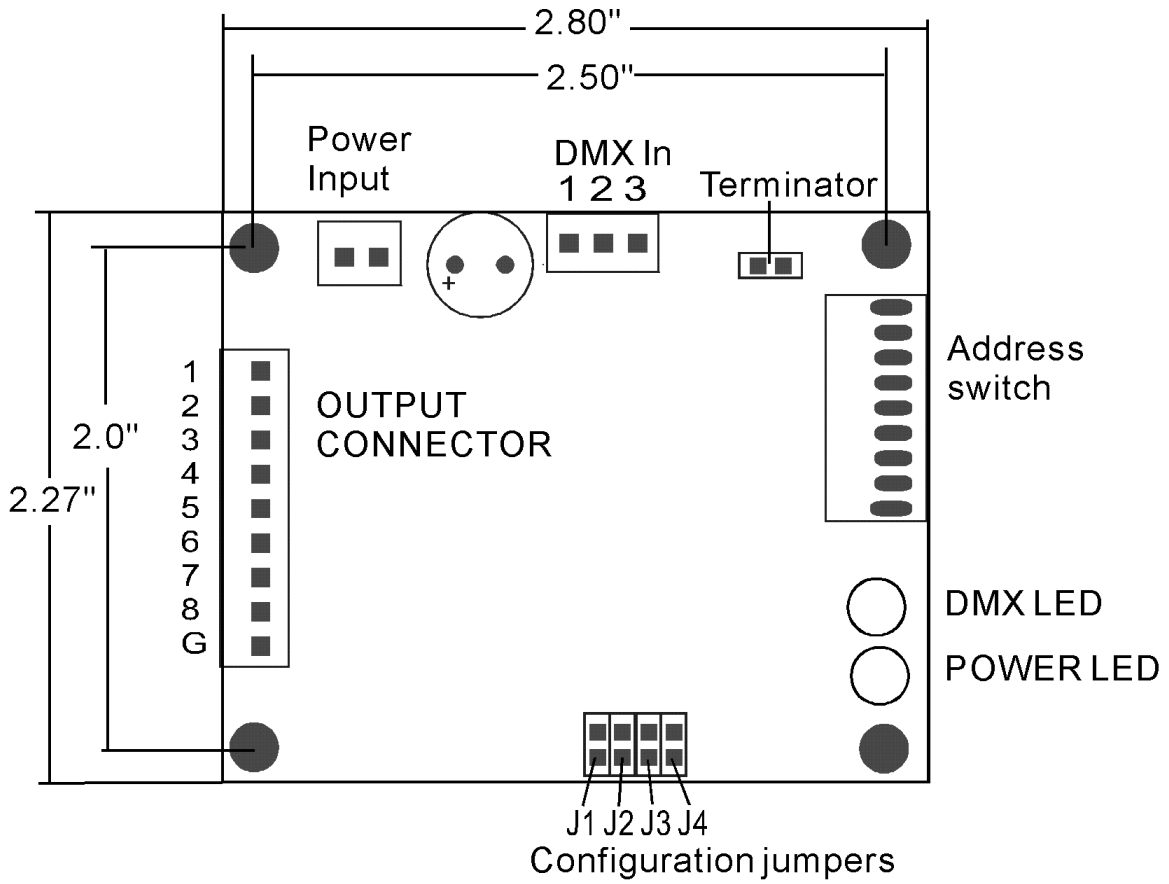 2.80"
2.50"
Power
Input
DMX In
1 2 3
Terminator
Address
switch
1
2
3
4
5
6
7
8
G
OUTPUT
CONNECTOR
2.0"
2.27"
DMX LED
POWER LED
+
J1 J2 J3 J4
Configuration jumpers